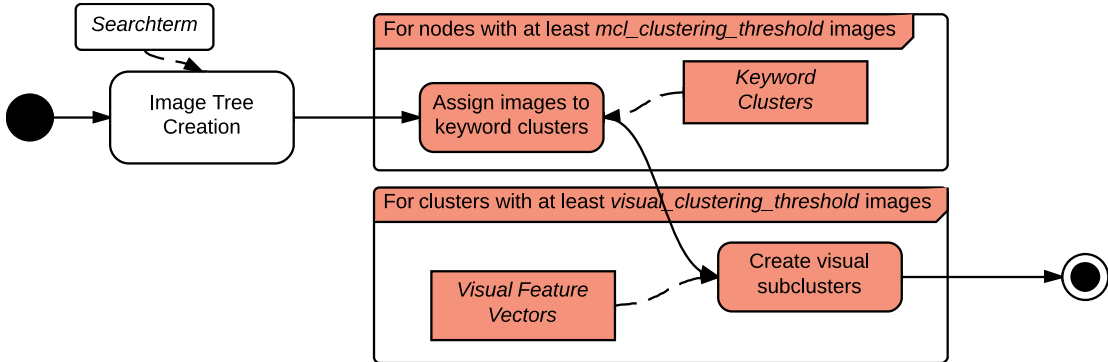 Searchterm
Image Tree
Creation
For nodes with at least mcl_clustering_threshold images
Assign images to
keyword clusters
Keyword
Clusters
For clusters with at least visual_clustering_threshold images
Visual Feature
Vectors
Create visual
subclusters